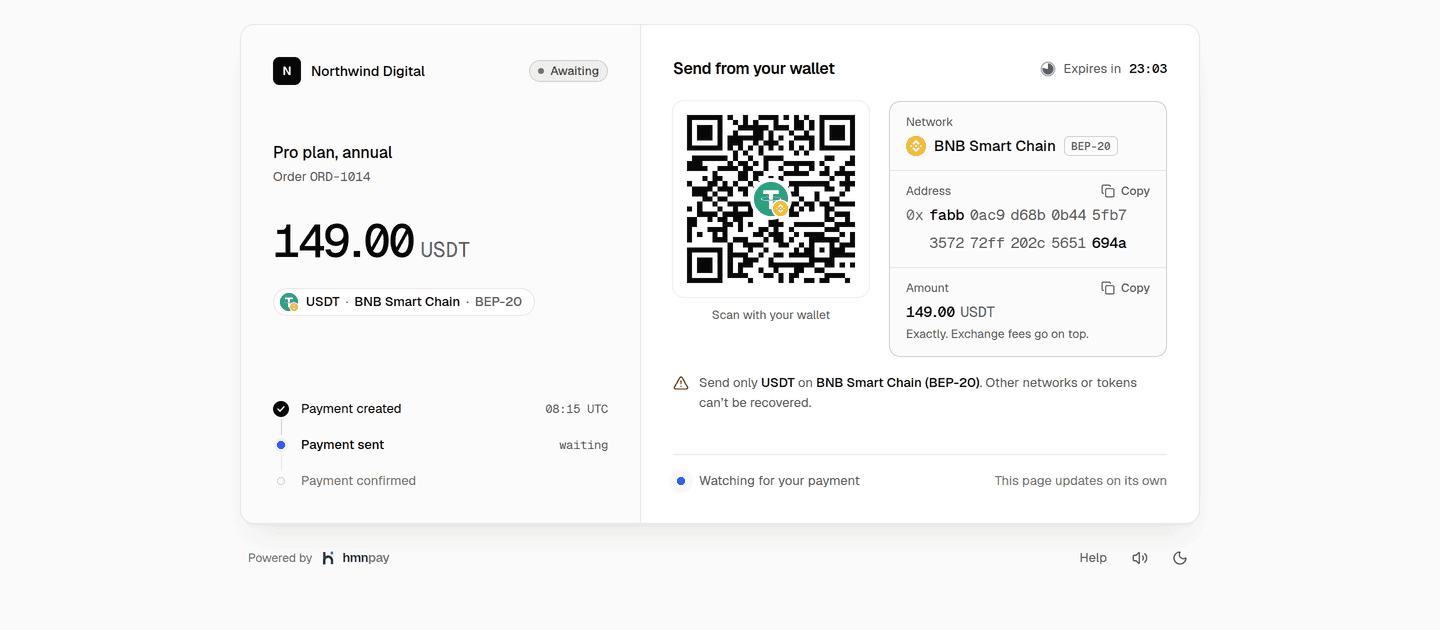 N Northwind Digital
Awaiting
Pro plan, annual
Order ORD-1014
149.00 USDT
USDT · BNB Smart Chain · BEP-20
Payment created 08:15 UTC
Payment sent waiting
Payment confirmed
Send from your wallet
Expires in 23:03
Scan with your wallet
Network
BNB Smart Chain BEP-20
Address Copy
0x fabb 0ac9 d68b 0b44 5fb7
3572 72ff 202c 5651 694a
Amount Copy
149.00 USDT
Exactly. Exchange fees go on top.
Send only USDT on BNB Smart Chain (BEP-20). Other networks or tokens
can't be recovered.
Watching for your payment
This page updates on its own
Powered by hmnpay
Help